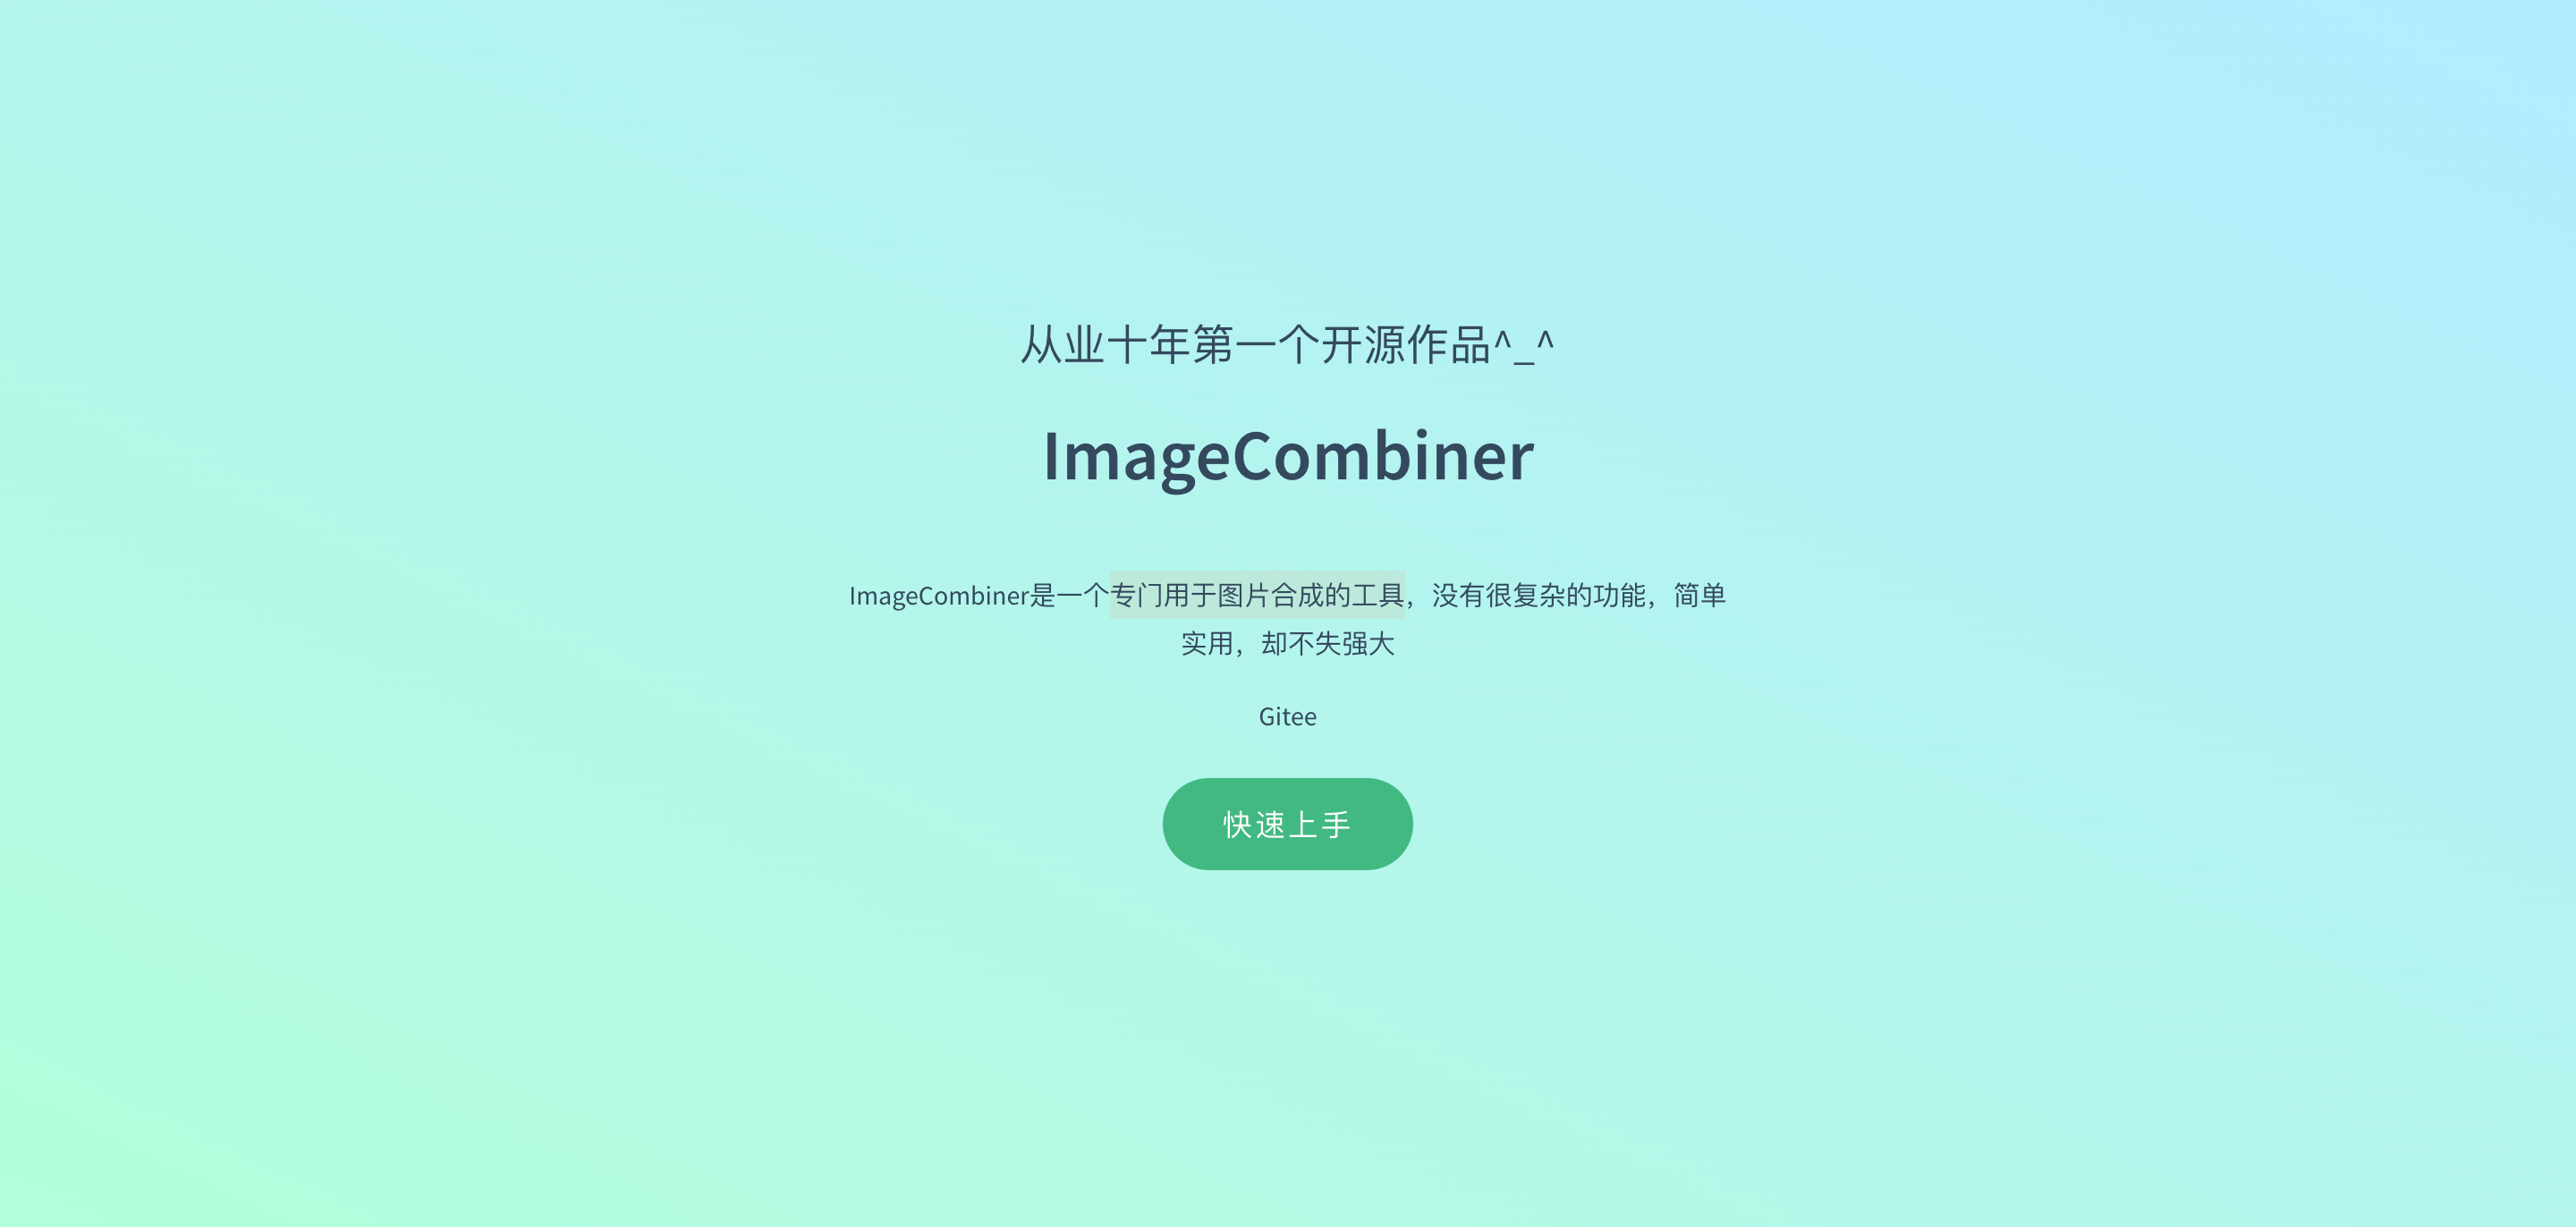 从业十年第一个开源作品^_^
ImageCombiner
ImageCombiner是一个专门用于图片合成的工具，没有很复杂的功能，简单
实用，却不失强大
Gitee
快速上手